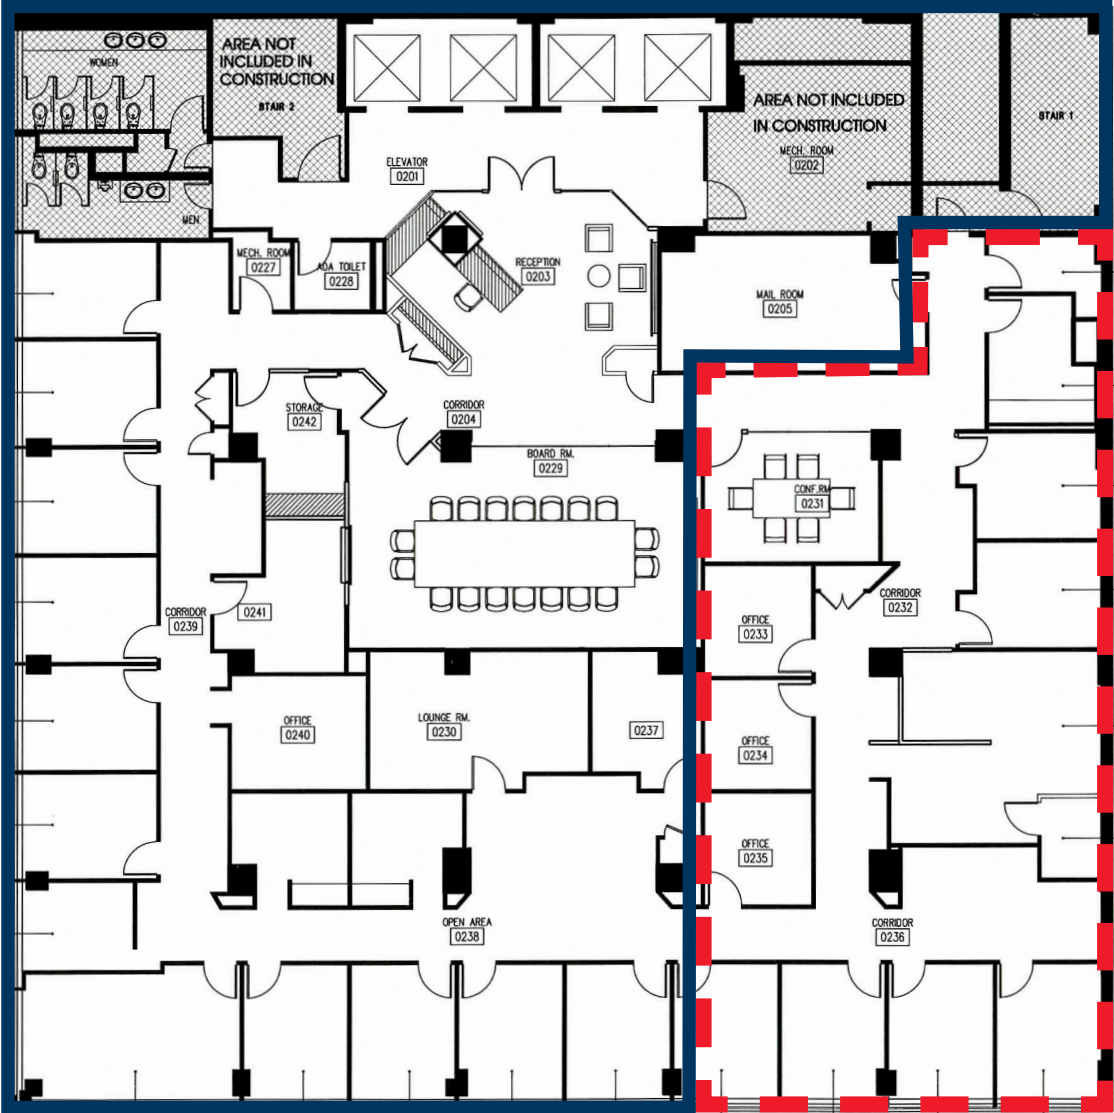 WOMEN
AREA NOT
INCLUDED IN
CONSTRUCTION
STAIR 2
AREA NOT INCLUDED
IN CONSTRUCTION
MECH. ROOM
0202
STAIR 1
ELEVATOR
0201
MEN
MECH. ROOM
0227
ADA TOILET
0228
RECEPTION
0203
MAIL ROOM
0205
STORAGE
0242
CORRIDOR
0204
BOARD RM.
0229
CONF.RM.
0231
CORRIDOR
0239
0241
CORRIDOR
0232
OFFICE
0233
OFFICE
0240
LOUNGE RM.
0230
0237
OFFICE
0234
OFFICE
0235
OPEN AREA
0238
CORRIDOR
0236